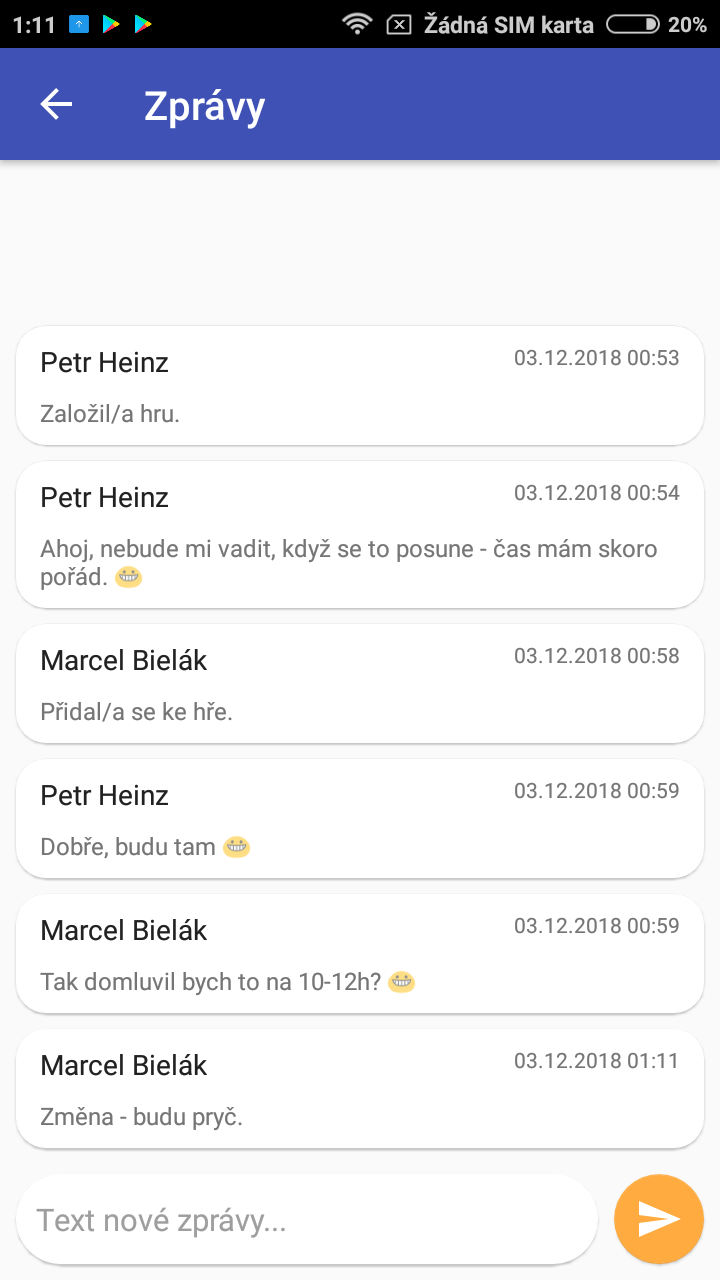 1:11 Žádná SIM karta 20%
Zprávy
Petr Heinz 03.12.2018 00:53
Založil/a hru.
Petr Heinz 03.12.2018 00:54
Ahoj, nebude mi vadit, když se to posune - čas mám skoro
pořád. 😀
Marcel Bielák 03.12.2018 00:58
Přidal/a se ke hře.
Petr Heinz 03.12.2018 00:59
Dobře, budu tam 😀
Marcel Bielák 03.12.2018 00:59
Tak domluvil bych to na 10-12h? 😀
Marcel Bielák 03.12.2018 01:11
Změna - budu pryč.
Text nové zprávy...